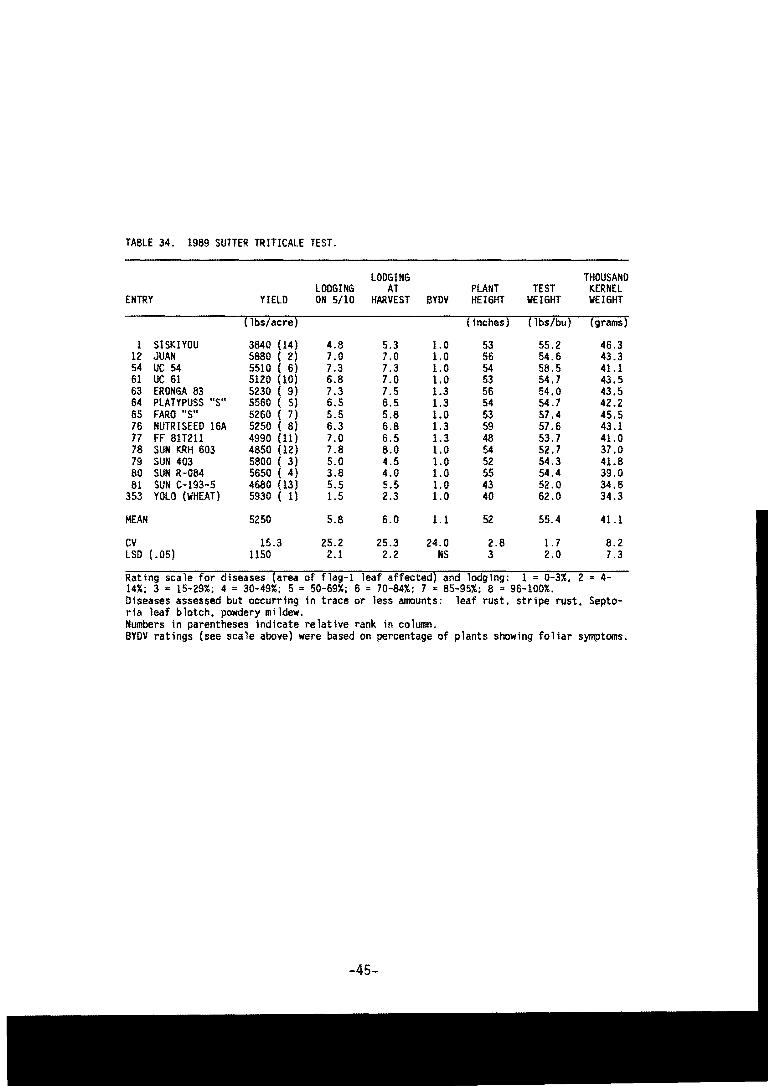 TABLE 34. 1989 SUTTER TRITICALE TEST.
LODGING THOUSAND
LODGING AT PLANT TEST KERNEL
ENTRY YIELD ON 5/10 HARVEST BYDV HEIGHT WEIGHT WEIGHT
(lbs/acre) (inches) (lbs/bu) (grams)
1 SISKIYOU 3840 (14) 4.8 5.3 1.0 53 55.2 46.3
12 JUAN 5880 ( 2) 7.0 7.0 1.0 56 54.6 43.3
54 UC 54 5510 ( 6) 7.3 7.3 1.0 54 58.5 41.1
61 UC 61 5120 (10) 6.8 7.0 1.0 53 54.7 43.5
63 ERONGA 83 5230 ( 9) 7.3 7.5 1.3 56 54.0 43.5
64 PLATYPUSS "S" 5560 ( 5) 6.5 6.5 1.3 54 54.7 42.2
65 FARO "S" 5260 ( 7) 5.5 5.8 1.0 53 57.4 45.5
76 NUTRISEED 16A 5250 ( 8) 6.3 6.8 1.3 59 57.6 43.1
77 FF 81T211 4990 (11) 7.0 6.5 1.3 48 53.7 41.0
78 SUN KRH 603 4850 (12) 7.8 8.0 1.0 54 52.7 37.0
79 SUN 403 5800 ( 3) 5.0 4.5 1.0 52 54.3 41.8
80 SUN R-084 5650 ( 4) 3.8 4.0 1.0 55 54.4 39.0
81 SUN C-193-5 4680 (13) 5.5 5.5 1.0 43 52.0 34.6
353 YOLO (WHEAT) 5930 ( 1) 1.5 2.3 1.0 40 62.0 34.3
MEAN 5250 5.8 6.0 1.1 52 55.4 41.1
CV 15.3 25.2 25.3 24.0 2.8 1.7 8.2
LSD (.05) 1150 2.1 2.2 NS 3 2.0 7.3
Rating scale for diseases (area of flag-1 leaf affected) and lodging: 1 = 0-3%, 2 = 4-
14%; 3 = 15-29%; 4 = 30-49%; 5 = 50-69%; 6 = 70-84%; 7 = 85-95%; 8 = 96-100%.
Diseases assessed but occurring in trace or less amounts: leaf rust, stripe rust, Septo-
ria leaf blotch, powdery mildew.
Numbers in parentheses indicate relative rank in column.
BYDV ratings (see scale above) were based on percentage of plants showing foliar symptoms.
-45-